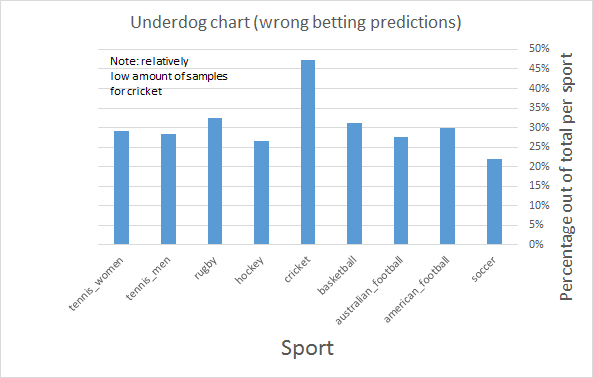 Underdog chart (wrong betting predictions)
Note: relatively
low amount of samples
for cricket
50%
45%
40%
35%
30%
25%
20%
15%
10%
5%
0%
Percentage out of total per sport
tennis_women
tennis_men
rugby
hockey
cricket
basketball
australian_football
american_football
soccer
Sport